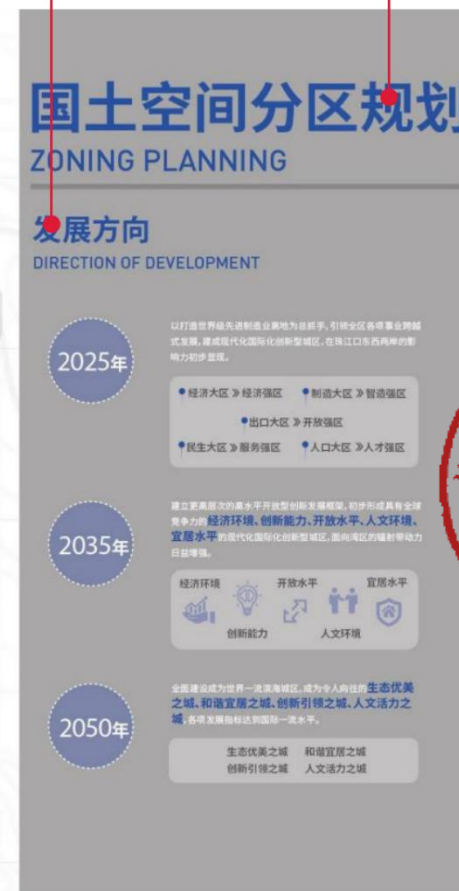 国土空间分区规划
ZONING PLANNING
发展方向
DIRECTION OF DEVELOPMENT
2025年
以打造世界级先进制造业高地为总抓手，引领全区各项事业跨越
式发展，建成现代化国际化创新型城区，在珠江口东西两岸的影
响力初步显现。
经济大区》经济强区 制造大区》智造强区
出口大区》开放强区
民生大区》服务强区 人口大区》人才强区
2035年
建立更高层次的高水平开放型创新发展框架，初步形成具有全球
竞争力的经济环境、创新能力、开放水平、人文环境、
宜居水平的现代化国际化创新型城区，面向湾区的辐射带动力
日益增强。
经济环境 开放水平 宜居水平
创新能力 人文环境
2050年
全面建设成为世界一流滨海城区，成为令人向往的生态优美
之城、和谐宜居之城、创新引领之城、人文活力之
城，各项发展指标达到国际一流水平。
生态优美之城 和谐宜居之城
创新引领之城 人文活力之城